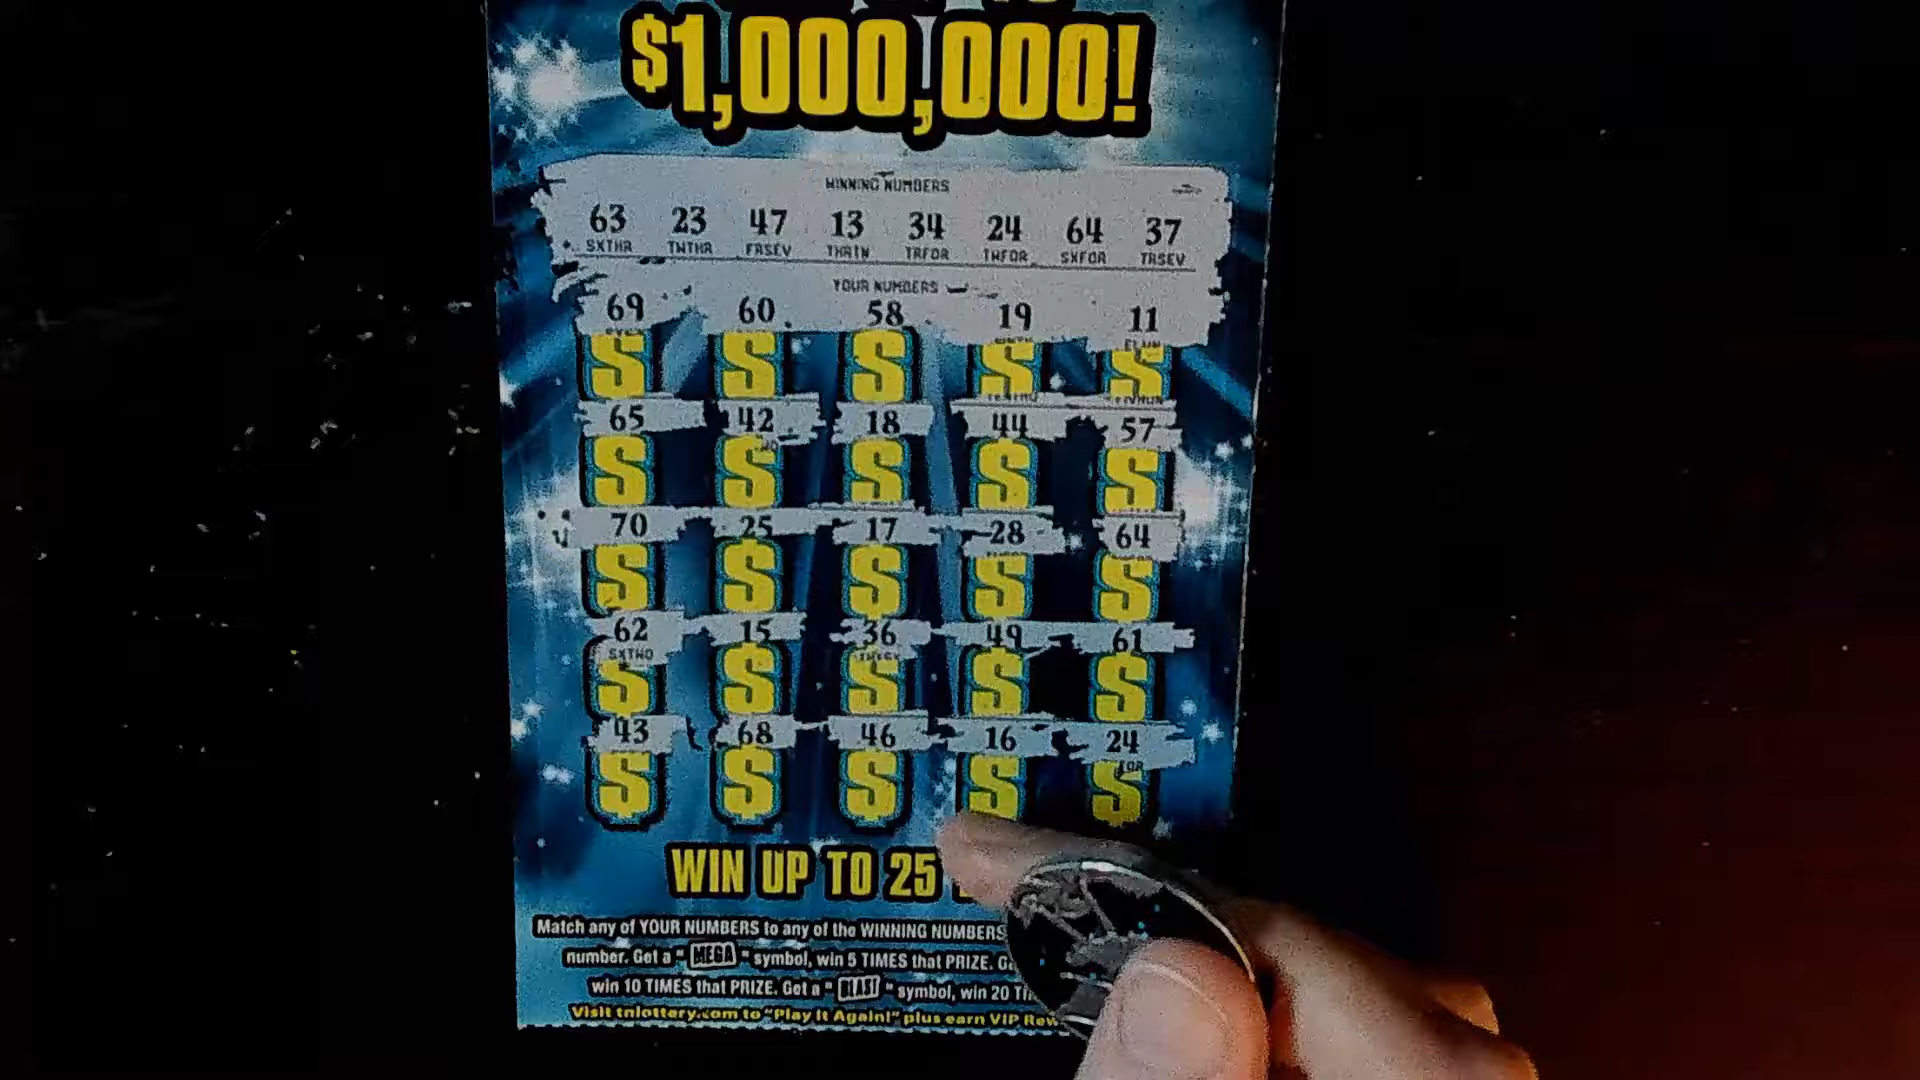 $1,000,000!
WINNING NUMBERS
63 23 47 13 34 24 64 37
SXTHR TWTHR FRSEV THRTN TRFOR TWFOR SXFOR TRSEV
YOUR NUMBERS
69 60 58 19 11
$ $ $ $ $
65 42 18 44 57
$ $ $ $ $
70 25 17 28 64
$ $ $ $ $
62 15 36 49 61
SXTWO
$ $ $ $ $
43 68 46 16 24
$ $ $ $ $
WIN UP TO 25
Match any of YOUR NUMBERS to any of the WINNING NUMBERS
number. Get a "MEGA" symbol, win 5 TIMES that PRIZE.
win 10 TIMES that PRIZE. Get a "BLAST" symbol, win 20
Visit tnlottery.com to "Play It Again!" plus earn VIP